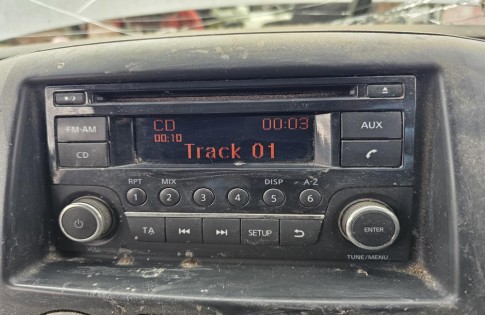 FM·AM
CD
CD 00:03
00:10
Track 01
AUX
RPT MIX DISP A-Z
1 2 3 4 5 6
TA SETUP
ENTER
TUNE/MENU